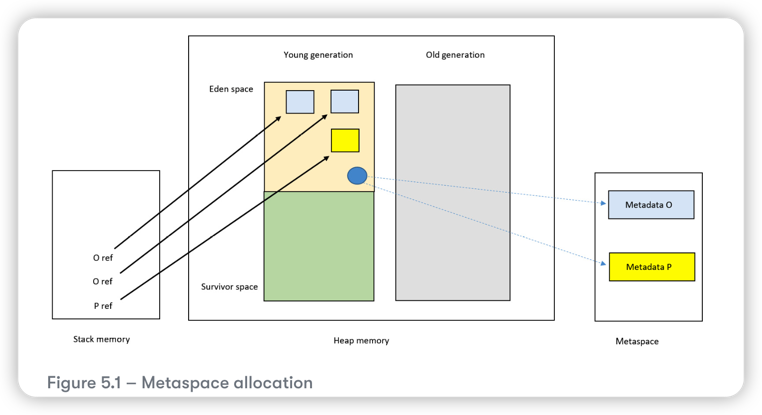 Young generation
Old generation
Eden space
Metadata O
O ref
Metadata P
O ref
Survivor space
P ref
Stack memory
Heap memory
Metaspace
Figure 5.1 – Metaspace allocation